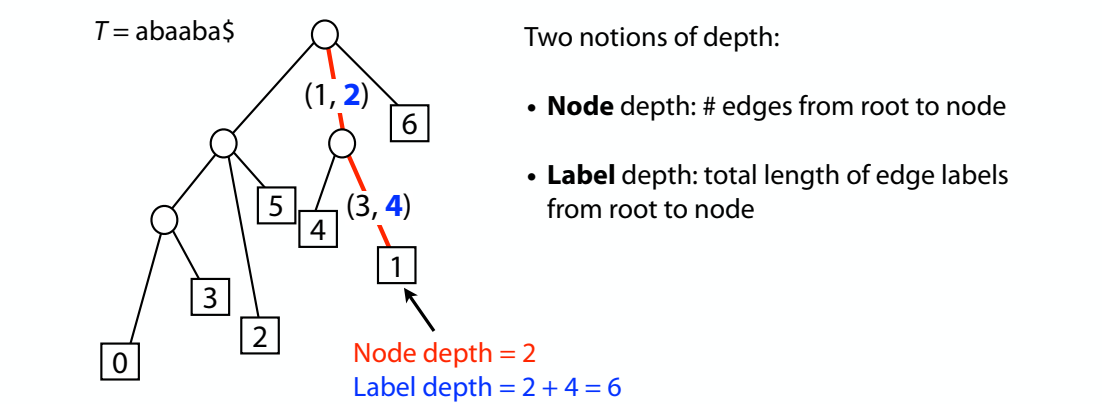 T = abaaba$
Two notions of depth:
(1, 2)
6
• Node depth: # edges from root to node
5
4
(3, 4)
• Label depth: total length of edge labels
from root to node
1
3
2
0
Node depth = 2
Label depth = 2 + 4 = 6